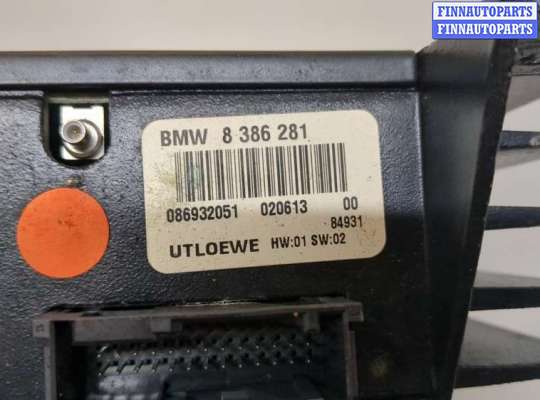 FINNAUTOPARTS
FINNAUTOPARTS
BMW 8 386 281
086932051 020613 00
84931
UTLOEWE HW:01 SW:02